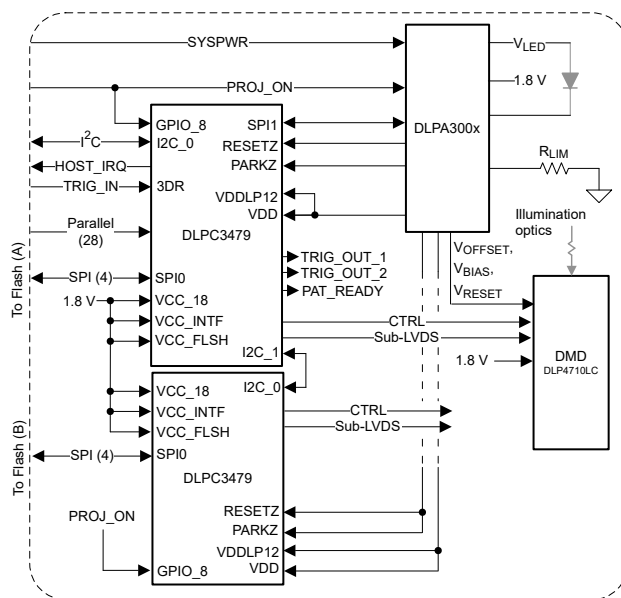 SYSPWR
PROJ_ON
GPIO_8
I²C
I2C_0
HOST_IRQ
TRIG_IN
3DR
Parallel
(28)
To Flash (A)
SPI (4)
SPI0
1.8 V
VCC_18
VCC_INTF
VCC_FLSH
DLPC3479
SPI1
RESETZ
PARKZ
VDDLP12
VDD
TRIG_OUT_1
TRIG_OUT_2
PAT_READY
CTRL
Sub-LVDS
I2C_1
DLPA300x
VLED
1.8 V
RLIM
Illumination
optics
VOFFSET,
VBIAS,
VRESET
1.8 V
DMD
DLP4710LC
I2C_0
VCC_18
VCC_INTF
VCC_FLSH
CTRL
Sub-LVDS
To Flash (B)
SPI (4)
SPI0
DLPC3479
PROJ_ON
GPIO_8
RESETZ
PARKZ
VDDLP12
VDD